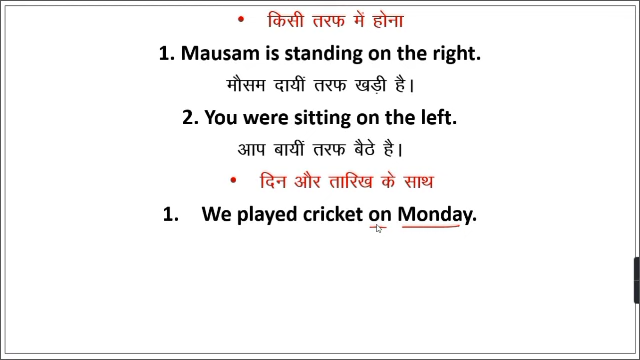 • किसी तरफ में होना
1. Mausam is standing on the right.
मौसम दायीं तरफ खड़ी है।
2. You were sitting on the left.
आप बायीं तरफ बैठे है।
• दिन और तारिख के साथ
1. We played cricket on Monday.